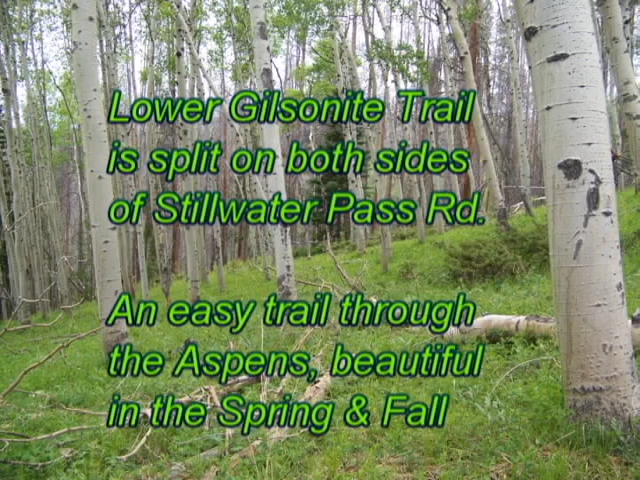 Lower Gilsonite Trail
is split on both sides
of Stillwater Pass Rd.
An easy trail through
the Aspens, beautiful
in the Spring & Fall